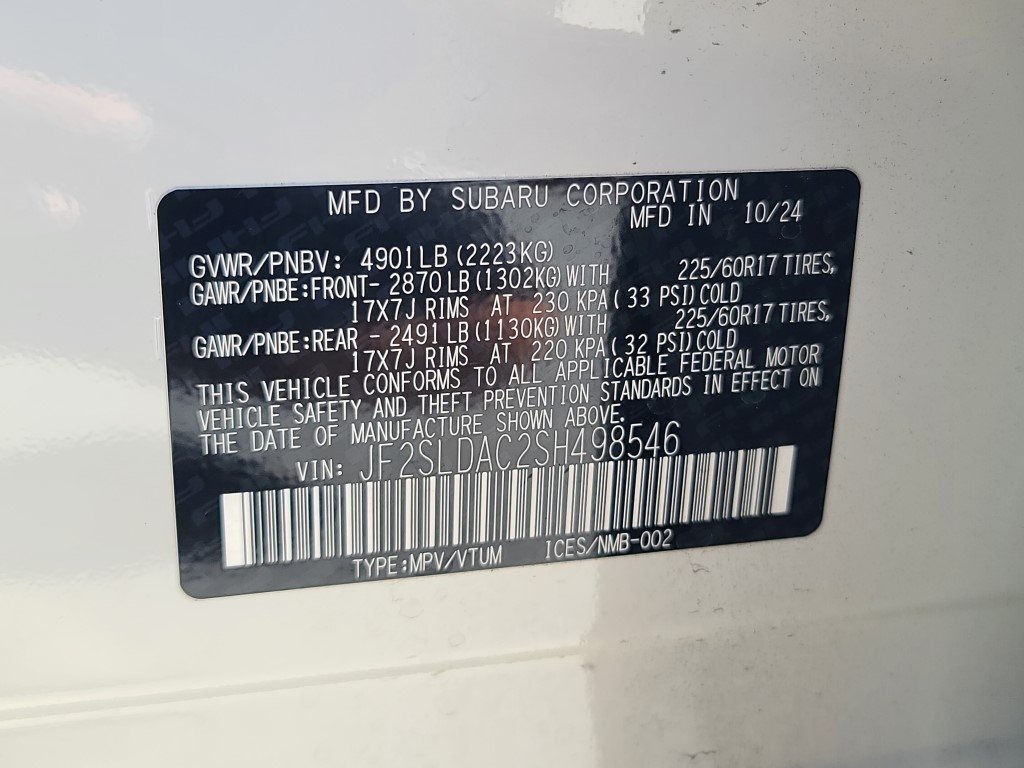 MFD BY SUBARU CORPORATION
MFD IN 10/24
GVWR/PNBV: 4901LB (2223KG)
GAWR/PNBE:FRONT- 2870LB (1302KG) WITH 225/60R17 TIRES,
17X7J RIMS AT 230 KPA( 33 PSI) COLD
GAWR/PNBE:REAR - 2491LB (1130KG) WITH 225/60R17 TIRES,
17X7J RIMS AT 220 KPA( 32 PSI) COLD
THIS VEHICLE CONFORMS TO ALL APPLICABLE FEDERAL MOTOR
VEHICLE SAFETY AND THEFT PREVENTION STANDARDS IN EFFECT ON
THE DATE OF MANUFACTURE SHOWN ABOVE.
VIN: JF2SLDAC2SH498546
TYPE:MPV/VTUM ICES/NMB-002